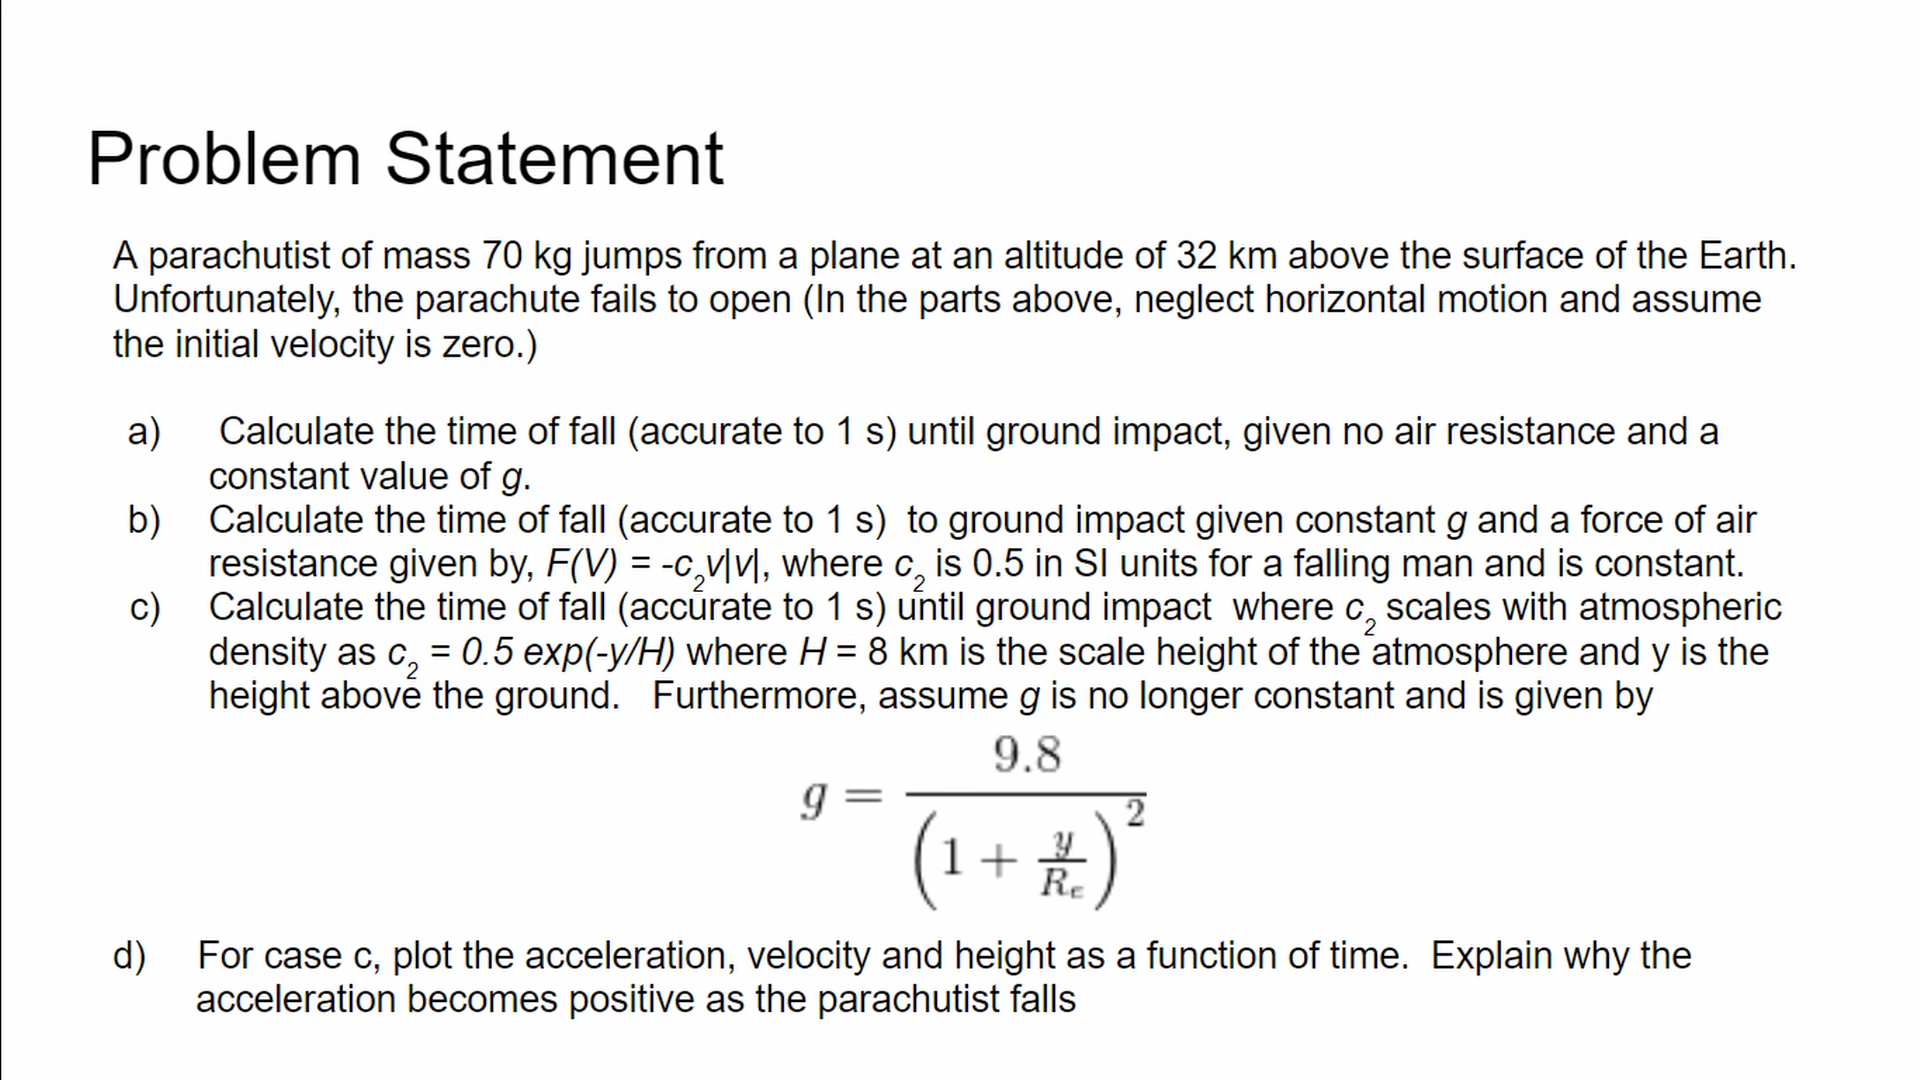 Problem Statement
A parachutist of mass 70 kg jumps from a plane at an altitude of 32 km above the surface of the Earth.
Unfortunately, the parachute fails to open (In the parts above, neglect horizontal motion and assume
the initial velocity is zero.)
a) Calculate the time of fall (accurate to 1 s) until ground impact, given no air resistance and a
constant value of g.
b) Calculate the time of fall (accurate to 1 s) to ground impact given constant g and a force of air
resistance given by, F(V) = -c₂v|v|, where c₂ is 0.5 in SI units for a falling man and is constant.
c) Calculate the time of fall (accurate to 1 s) until ground impact where c₂ scales with atmospheric
density as c₂ = 0.5 exp(-y/H) where H = 8 km is the scale height of the atmosphere and y is the
height above the ground. Furthermore, assume g is no longer constant and is given by
g = 9.8 / (1 + y/Rₑ)²
d) For case c, plot the acceleration, velocity and height as a function of time. Explain why the
acceleration becomes positive as the parachutist falls